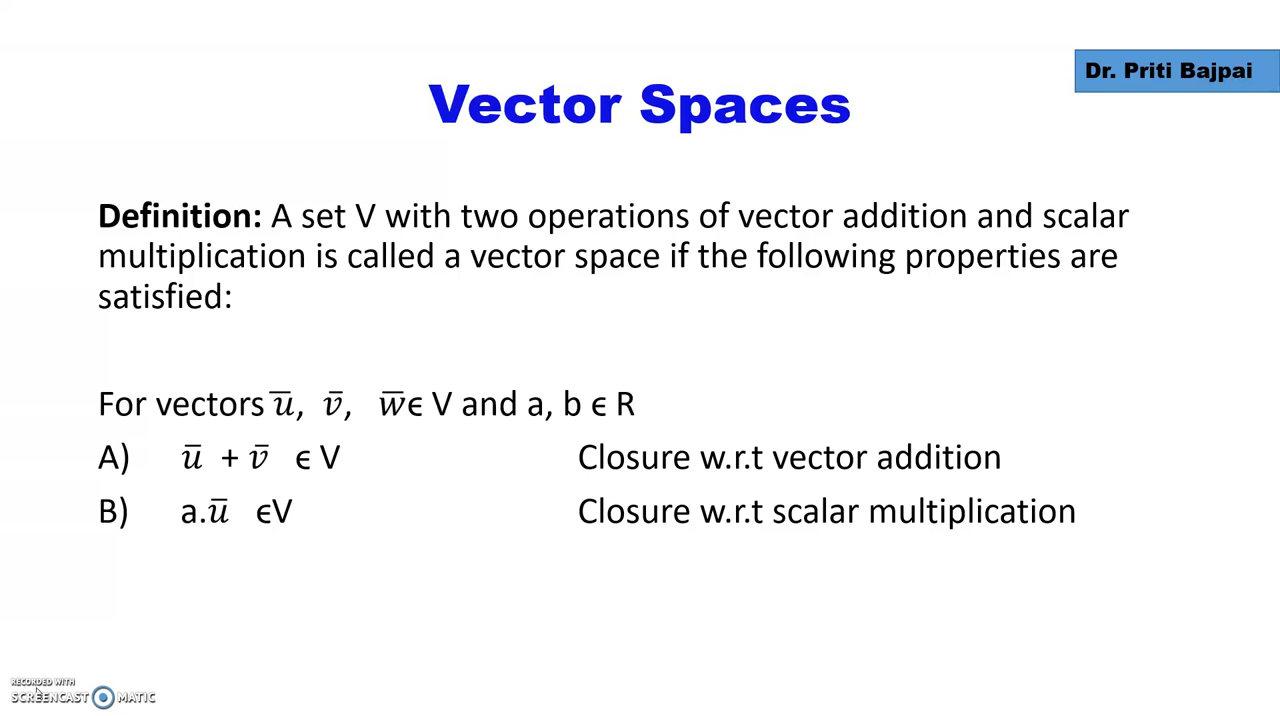 Dr. Priti Bajpai
Vector Spaces
Definition: A set V with two operations of vector addition and scalar
multiplication is called a vector space if the following properties are
satisfied:
For vectors u̅, v̅, w̅ϵ V and a, b ϵ R
A) u̅ + v̅ ϵ V Closure w.r.t vector addition
B) a.u̅ ϵV Closure w.r.t scalar multiplication
RECORDED WITH
SCREENCAST MATIC